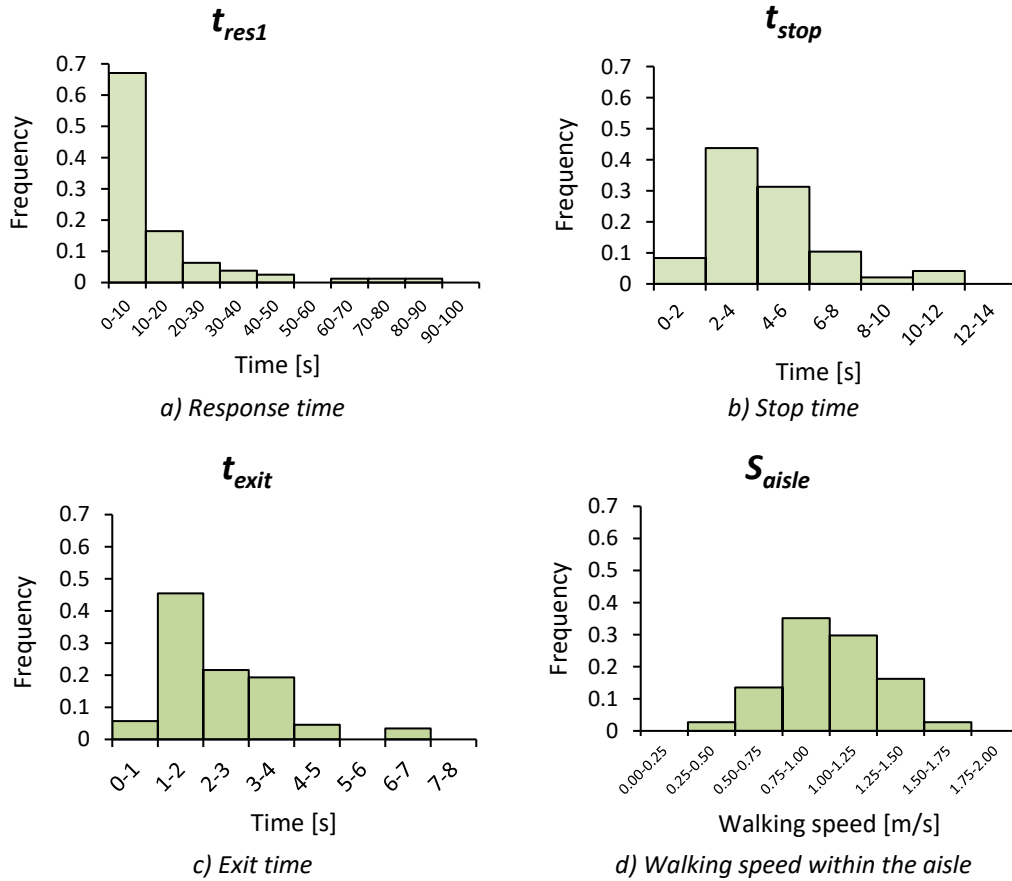 t_res1
0.7
0.6
0.5
0.4
0.3
0.2
0.1
0
Frequency
0-10 10-20 20-30 30-40 40-50 50-60 60-70 70-80 80-90 90-100
Time [s]
a) Response time
t_stop
0.7
0.6
0.5
0.4
0.3
0.2
0.1
0
Frequency
0-2 2-4 4-6 6-8 8-10 10-12 12-14
Time [s]
b) Stop time
t_exit
0.7
0.6
0.5
0.4
0.3
0.2
0.1
0
Frequency
0-1 1-2 2-3 3-4 4-5 5-6 6-7 7-8
Time [s]
c) Exit time
S_aisle
0.7
0.6
0.5
0.4
0.3
0.2
0.1
0
Frequency
0.00-0.25 0.25-0.50 0.50-0.75 0.75-1.00 1.00-1.25 1.25-1.50 1.50-1.75 1.75-2.00
Walking speed [m/s]
d) Walking speed within the aisle